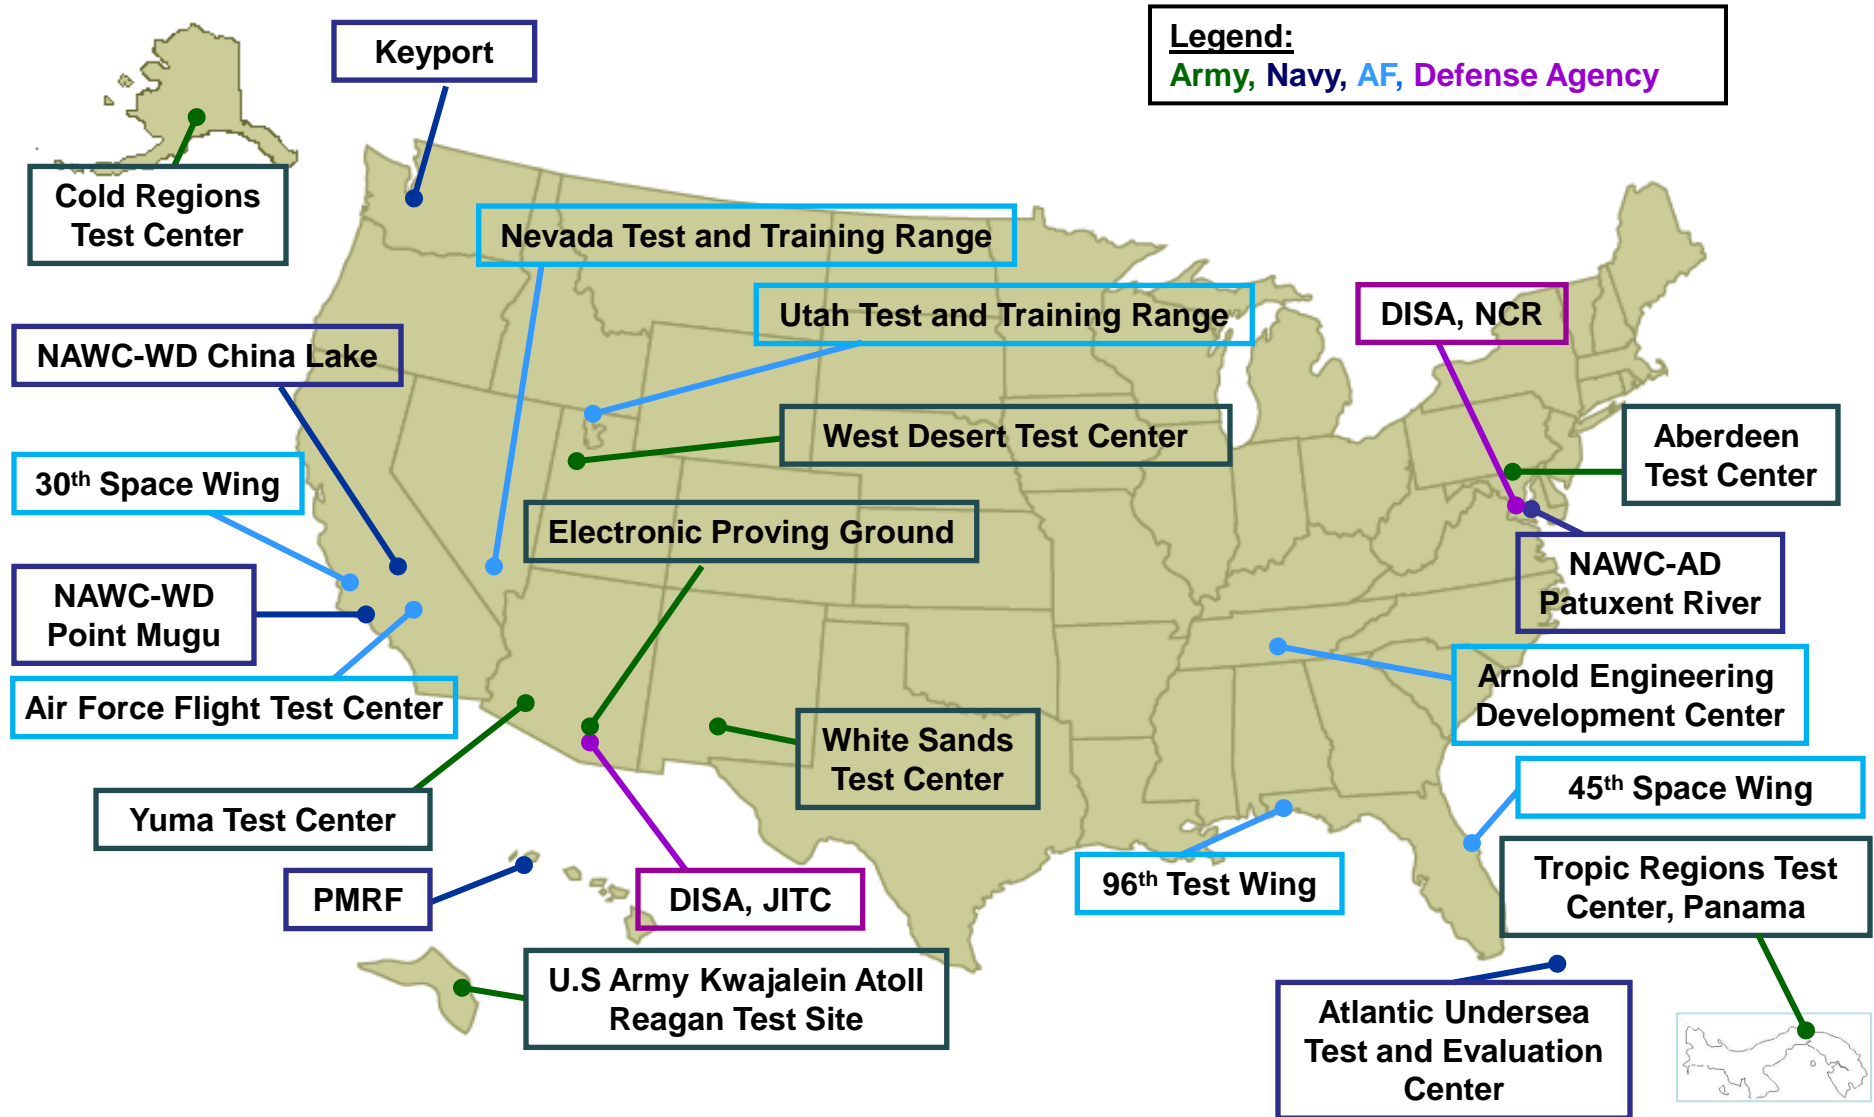 Keyport
Legend:
Army, Navy, AF, Defense Agency
Cold Regions
Test Center
Nevada Test and Training Range
Utah Test and Training Range
DISA, NCR
NAWC-WD China Lake
West Desert Test Center
Aberdeen
Test Center
30th Space Wing
Electronic Proving Ground
NAWC-AD
Patuxent River
NAWC-WD
Point Mugu
Arnold Engineering
Development Center
Air Force Flight Test Center
White Sands
Test Center
45th Space Wing
Yuma Test Center
PMRF
DISA, JITC
96th Test Wing
Tropic Regions Test
Center, Panama
U.S Army Kwajalein Atoll
Reagan Test Site
Atlantic Undersea
Test and Evaluation
Center